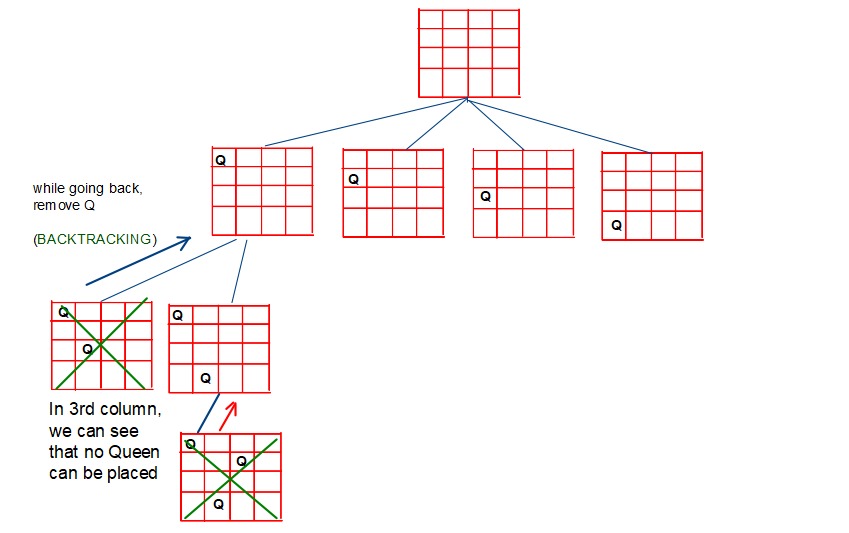 Q
Q
Q
Q
while going back,
remove Q
(BACKTRACKING)
Q
Q
Q
Q
In 3rd column,
we can see
that no Queen
can be placed
Q
Q
Q